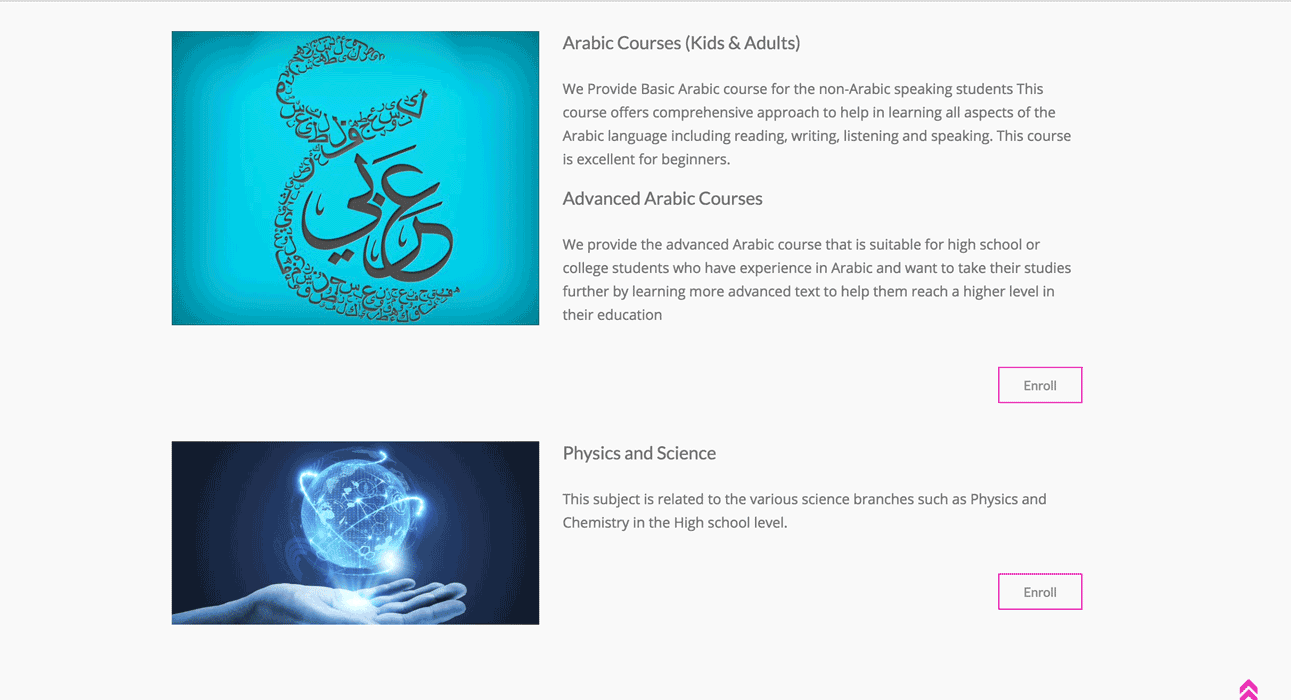 Arabic Courses (Kids & Adults)
We Provide Basic Arabic course for the non-Arabic speaking students This
course offers comprehensive approach to help in learning all aspects of the
Arabic language including reading, writing, listening and speaking. This course
is excellent for beginners.
عربي
Advanced Arabic Courses
We provide the advanced Arabic course that is suitable for high school or
college students who have experience in Arabic and want to take their studies
further by learning more advanced text to help them reach a higher level in
their education
Enroll
Physics and Science
This subject is related to the various science branches such as Physics and
Chemistry in the High school level.
Enroll